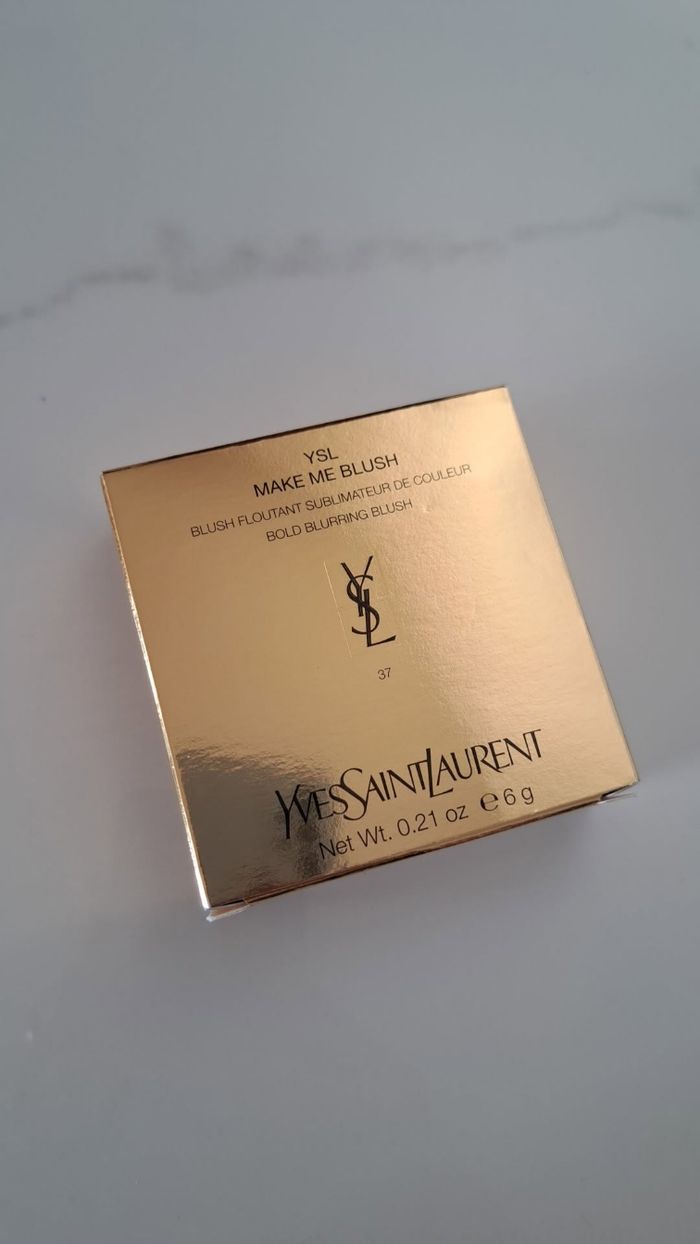 YSL
MAKE ME BLUSH
BLUSH FLOUTANT SUBLIMATEUR DE COULEUR
BOLD BLURRING BLUSH
YSL
37
YVESSAINTLAURENT
Net Wt. 0.21 oz ℮6 g